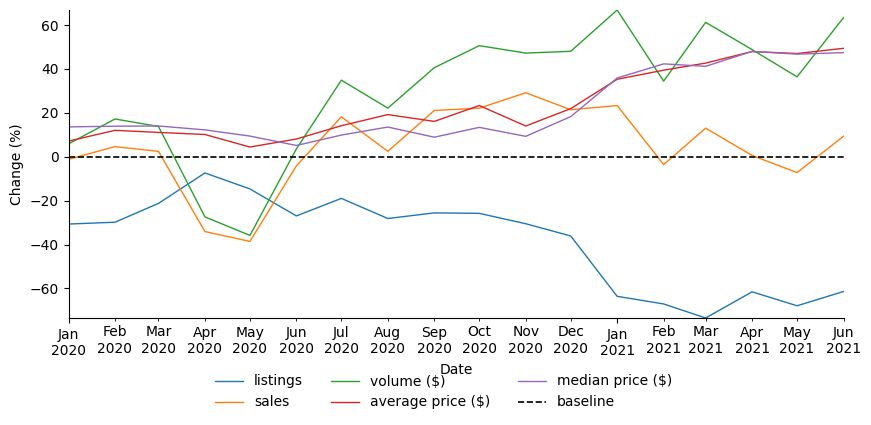 60
40
20
0
−20
−40
−60
Change (%)
Jan Feb Mar Apr May Jun Jul Aug Sep Oct Nov Dec Jan Feb Mar Apr May Jun
2020 2020 2020 2020 2020 2020 2020 2020 2020 2020 2020 2020 2021 2021 2021 2021 2021 2021
Date
listings volume ($) median price ($)
sales average price ($) baseline